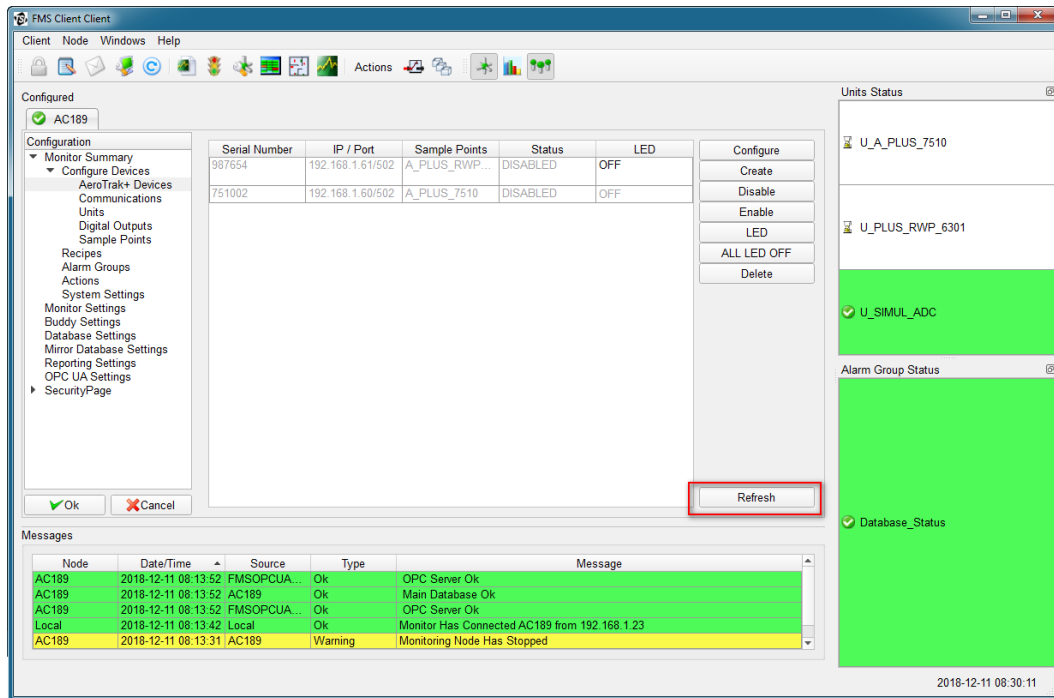 FMS Client Client
Client Node Windows Help
Actions
Configured
AC189
Configuration
Monitor Summary
Configure Devices
AeroTrak+ Devices
Communications
Units
Digital Outputs
Sample Points
Recipes
Alarm Groups
Actions
System Settings
Monitor Settings
Buddy Settings
Database Settings
Mirror Database Settings
Reporting Settings
OPC UA Settings
SecurityPage
Ok Cancel
Serial Number IP / Port Sample Points Status LED
987654 192.168.1.61/502 A_PLUS_RWP... DISABLED OFF
751002 192.168.1.60/502 A_PLUS_7510 DISABLED OFF
Configure
Create
Disable
Enable
LED
ALL LED OFF
Delete
Refresh
Units Status
U_A_PLUS_7510
U_PLUS_RWP_6301
U_SIMUL_ADC
Alarm Group Status
Database_Status
Messages
Node Date/Time Source Type Message
AC189 2018-12-11 08:13:52 FMSOPCUA... Ok OPC Server Ok
AC189 2018-12-11 08:13:52 AC189 Ok Main Database Ok
AC189 2018-12-11 08:13:52 FMSOPCUA... Ok OPC Server Ok
Local 2018-12-11 08:13:42 Local Ok Monitor Has Connected AC189 from 192.168.1.23
AC189 2018-12-11 08:13:31 AC189 Warning Monitoring Node Has Stopped
2018-12-11 08:30:11